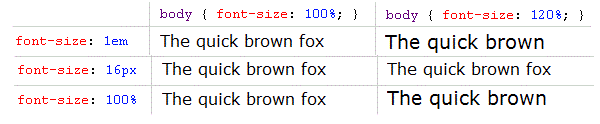 body { font-size: 100%; } body { font-size: 120%; }
font-size: 1em The quick brown fox The quick brown
font-size: 16px The quick brown fox The quick brown fox
font-size: 100% The quick brown fox The quick brown